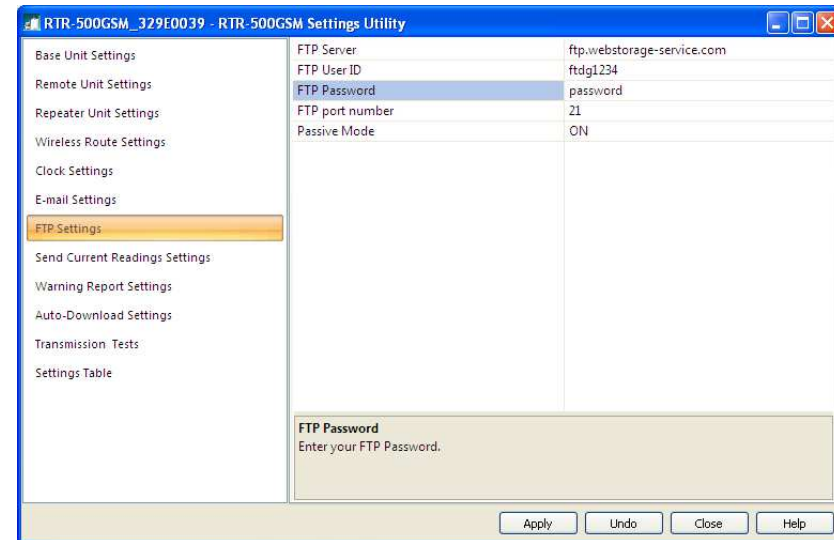 RTR-500GSM_329E0039 - RTR-500GSM Settings Utility
Base Unit Settings
Remote Unit Settings
Repeater Unit Settings
Wireless Route Settings
Clock Settings
E-mail Settings
FTP Settings
Send Current Readings Settings
Warning Report Settings
Auto-Download Settings
Transmission Tests
Settings Table
FTP Server ftp.webstorage-service.com
FTP User ID ftdg1234
FTP Password password
FTP port number 21
Passive Mode ON
FTP Password
Enter your FTP Password.
Apply Undo Close Help